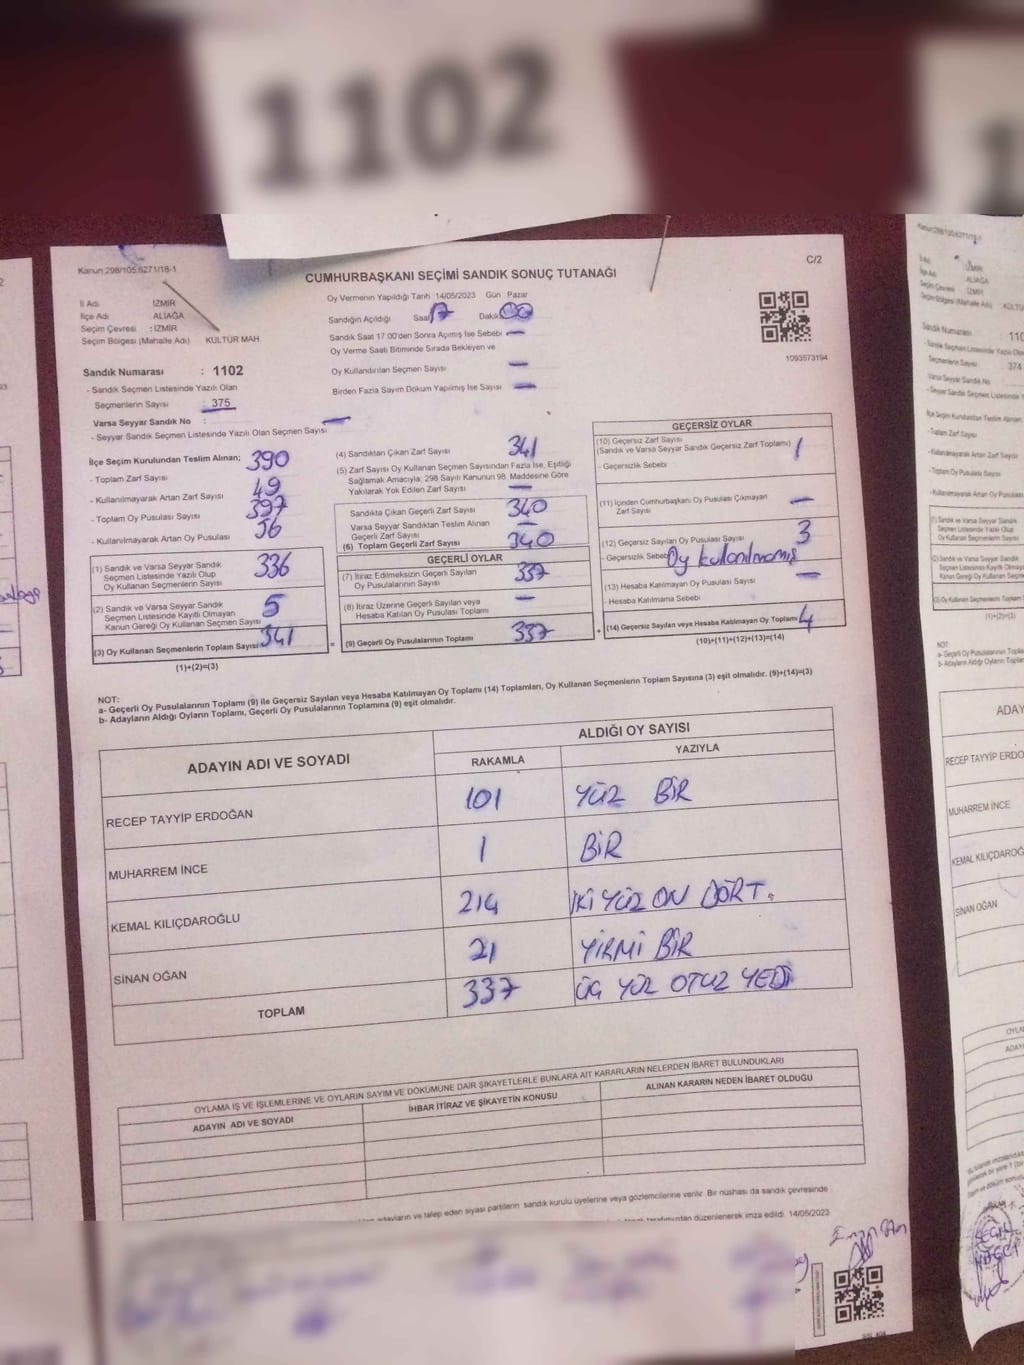 1102
Kanun 298/105,6271/18-1
C/2
CUMHURBAŞKANI SEÇİMİ SANDIK SONUÇ TUTANAĞI
İl Adı İZMİR
İlçe Adı ALİAĞA
Seçim Çevresi : İZMİR
Seçim Bölgesi (Mahalle Adı) KÜLTÜR MAH
Sandık Numarası : 1102
- Sandık Seçmen Listesinde Yazılı Olan
Seçmenlerin Sayısı : 375
Varsa Seyyar Sandık No : —
- Seyyar Sandık Seçmen Listesinde Yazılı Olan Seçmen Sayısı
Oy Vermenin Yapıldığı Tarih 14/05/2023 Gün Pazar
Sandığın Açıldığı Saat 17 Dakika 00
Sandık Saat 17:00'den Sonra Açımış İse Sebebi —
Oy Verme Saati Bitiminde Sırada Bekleyen ve
Oy Kullandırılan Seçmen Sayısı —
Birden Fazla Sayım Döküm Yapılmış İse Sayısı —
1093573194
İlçe Seçim Kurulundan Teslim Alınan;
- Toplam Zarf Sayısı 390
- Kullanılmayarak Artan Zarf Sayısı 49
- Toplam Oy Pusulası Sayısı 397
- Kullanılmayarak Artan Oy Pusulası 56
(1) Sandık ve Varsa Seyyar Sandık
Seçmen Listesinde Yazılı Olup
Oy Kullanan Seçmenlerin Sayısı 336
(2) Sandık ve Varsa Seyyar Sandık
Seçmen Listesinde Kayıtlı Olmayan
Kanun Gereği Oy Kullanan Seçmen Sayısı 5
(3) Oy Kullanan Seçmenlerin Toplam Sayısı 341
(1)+(2)=(3)
(4) Sandıktan Çıkan Zarf Sayısı 341
(5) Zarf Sayısı Oy Kullanan Seçmen Sayısından Fazla İse, Eşitliği
Sağlamak Amacıyla; 298 Sayılı Kanunun 98. Maddesine Göre
Yakılarak Yok Edilen Zarf Sayısı —
Sandıkta Çıkan Geçerli Zarf Sayısı 340
Varsa Seyyar Sandıktan Teslim Alınan
Geçerli Zarf Sayısı —
(6) Toplam Geçerli Zarf Sayısı 340
GEÇERLİ OYLAR
(7) İtiraz Edilmeksizin Geçerli Sayılan
Oy Pusulalarının Sayısı 337
(8) İtiraz Üzerine Geçerli Sayılan veya
Hesaba Katılan Oy Pusulası Toplamı —
= (9) Geçerli Oy Pusulalarının Toplamı 337
GEÇERSİZ OYLAR
(10) Geçersiz Zarf Sayısı
(Sandık ve Varsa Seyyar Sandık Geçersiz Zarf Toplamı) 1
- Geçersizlik Sebebi
(11) İçinden Cumhurbaşkanı Oy Pusulası Çıkmayan
Zarf Sayısı —
(12) Geçersiz Sayılan Oy Pusulası Sayısı 3
- Geçersizlik Sebebi Oy kullanılmamış
(13) Hesaba Katılmayan Oy Pusulası Sayısı —
- Hesaba Katılmama Sebebi
+ (14) Geçersiz Sayılan veya Hesaba Katılmayan Oy Toplamı 4
(10)+(11)+(12)+(13)=(14)
NOT:
a- Geçerli Oy Pusulalarının Toplamı (9) ile Geçersiz Sayılan veya Hesaba Katılmayan Oy Toplamı (14) Toplamları, Oy Kullanan Seçmenlerin Toplam Sayısına (3) eşit olmalıdır. (9)+(14)=(3)
b- Adayların Aldığı Oyların Toplamı, Geçerli Oy Pusulalarının Toplamına (9) eşit olmalıdır.
ADAYIN ADI VE SOYADI
ALDIĞI OY SAYISI
RAKAMLA YAZIYLA
RECEP TAYYİP ERDOĞAN 101 YÜZ BİR
MUHARREM İNCE 1 BİR
KEMAL KILIÇDAROĞLU 214 İKİ YÜZ ON DÖRT.
SİNAN OĞAN 21 YİRMİ BİR
TOPLAM 337 ÜÇ YÜZ OTUZ YEDİ
OYLAMA İŞ VE İŞLEMLERİNE VE OYLARIN SAYIM VE DÖKÜMÜNE DAİR ŞİKAYETLERLE BUNLARA AİT KARARLARIN NELERDEN İBARET BULUNDUKLARI
ADAYIN ADI VE SOYADI İHBAR İTİRAZ VE ŞİKAYETİN KONUSU ALINAN KARARIN NEDEN İBARET OLDUĞU
adayların ve talep eden siyasi partilerin sandık kurulu üyelerine veya gözlemcilerine verilir. Bir nüshası da sandık çevresinde
tarafımızdan düzenlenerek imza edildi. 14/05/2023